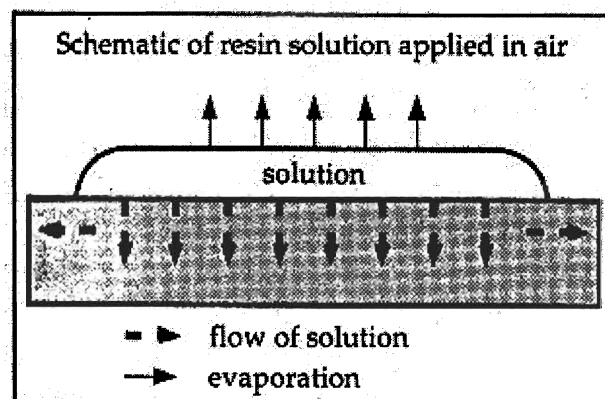 Schematic of resin solution applied in air
solution
flow of solution
evaporation